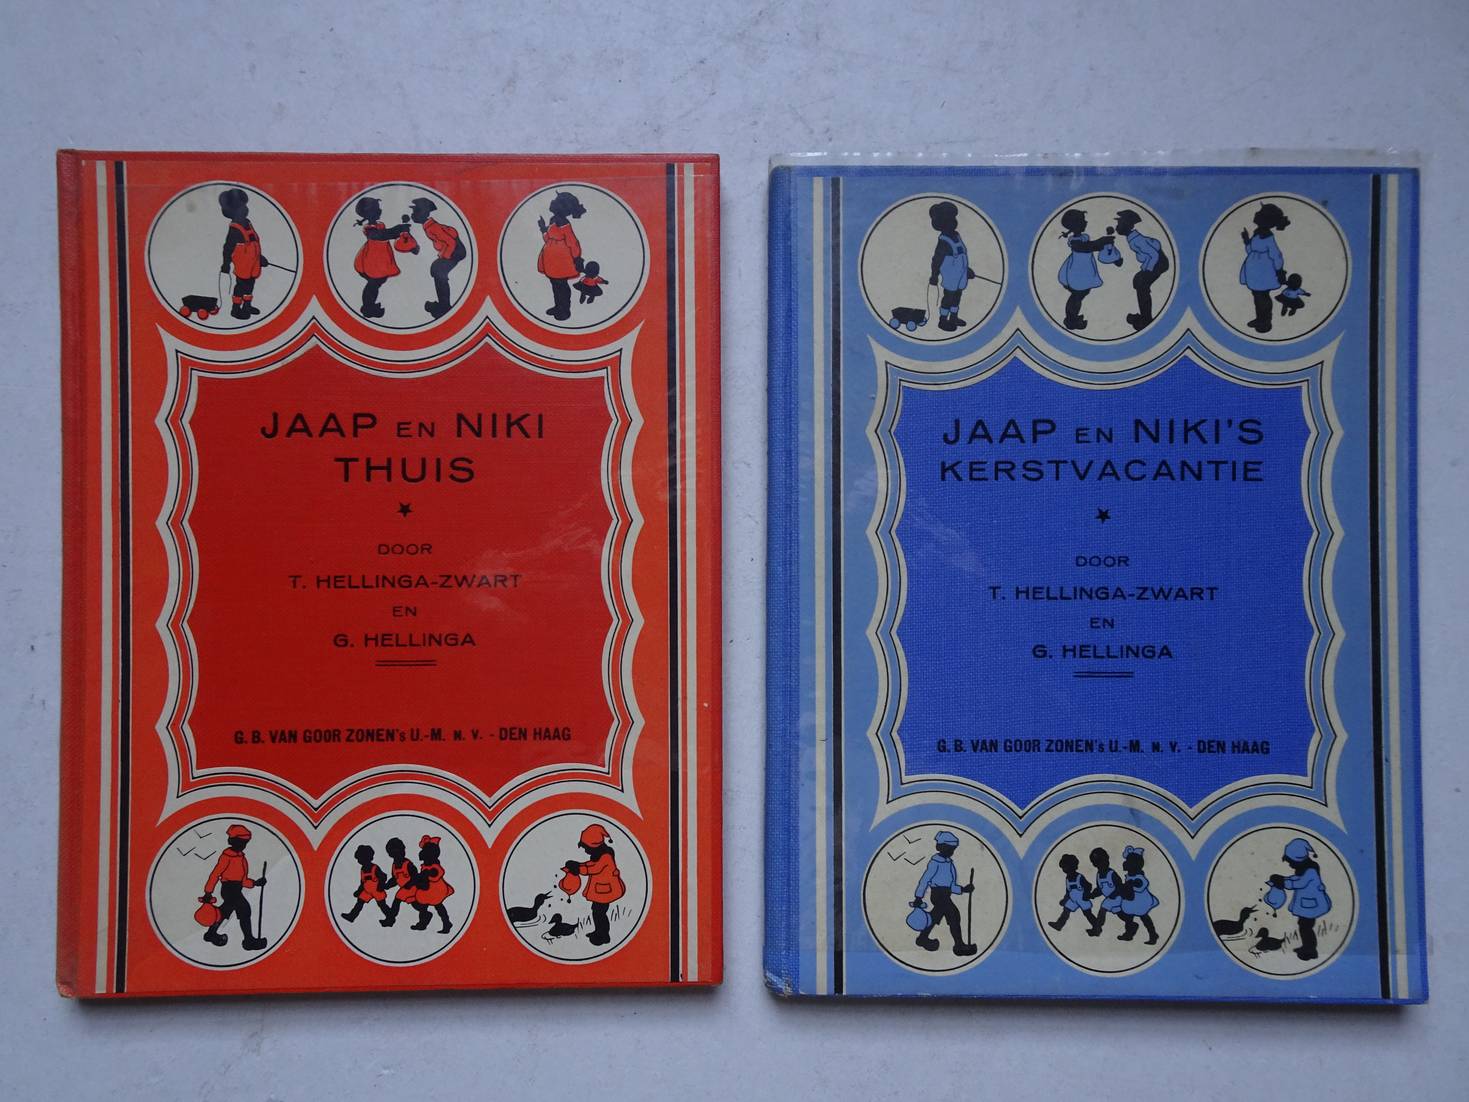 JAAP EN NIKI
THUIS
DOOR
T. HELLINGA-ZWART
EN
G. HELLINGA
G. B. VAN GOOR ZONEN's U.-M. N. V. - DEN HAAG
JAAP EN NIKI'S
KERSTVACANTIE
DOOR
T. HELLINGA-ZWART
EN
G. HELLINGA
G. B. VAN GOOR ZONEN's U.-M. N. V. - DEN HAAG